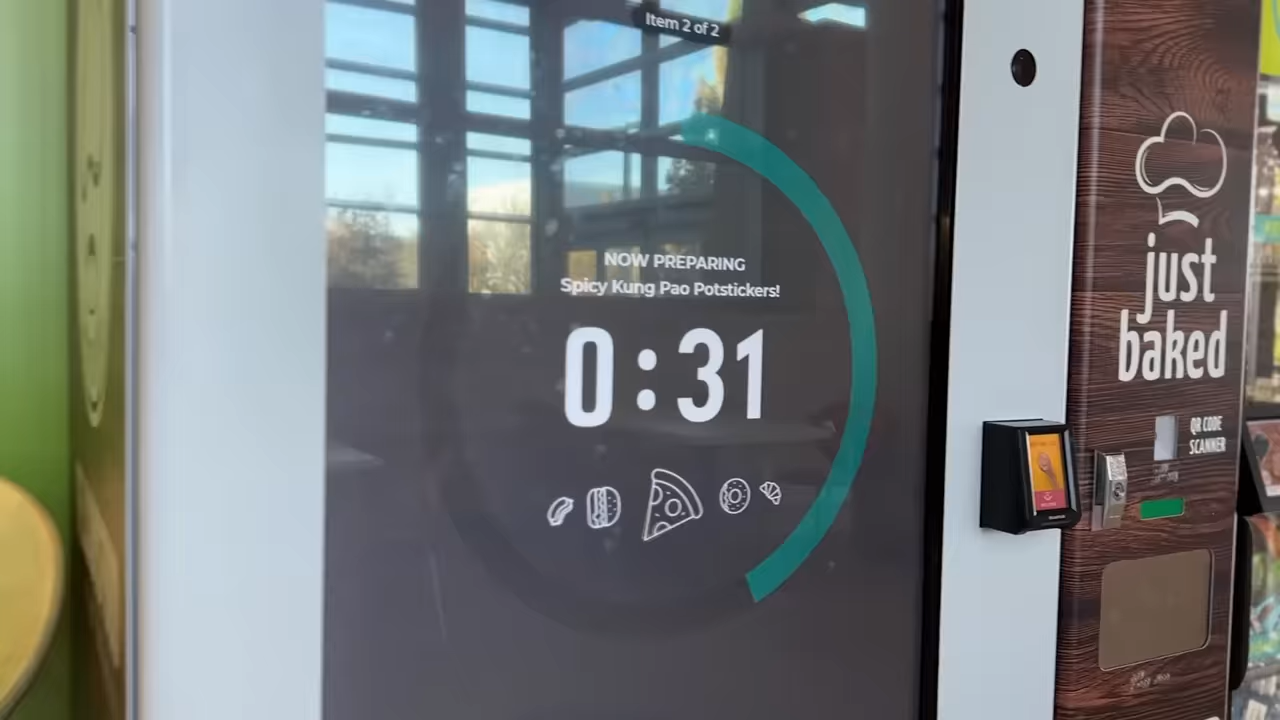 Item 2 of 2
NOW PREPARING
Spicy Kung Pao Potstickers!
0:31
just
baked
QR CODE
SCANNER